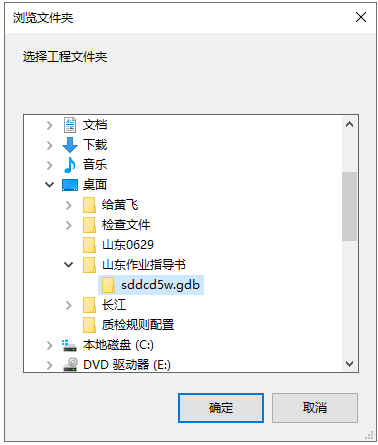 浏览文件夹
选择工程文件夹
文档
下载
音乐
桌面
给黄飞
检查文件
山东0629
山东作业指导书
sddcd5w.gdb
长江
质检规则配置
本地磁盘 (C:)
DVD 驱动器 (E:)
确定
取消